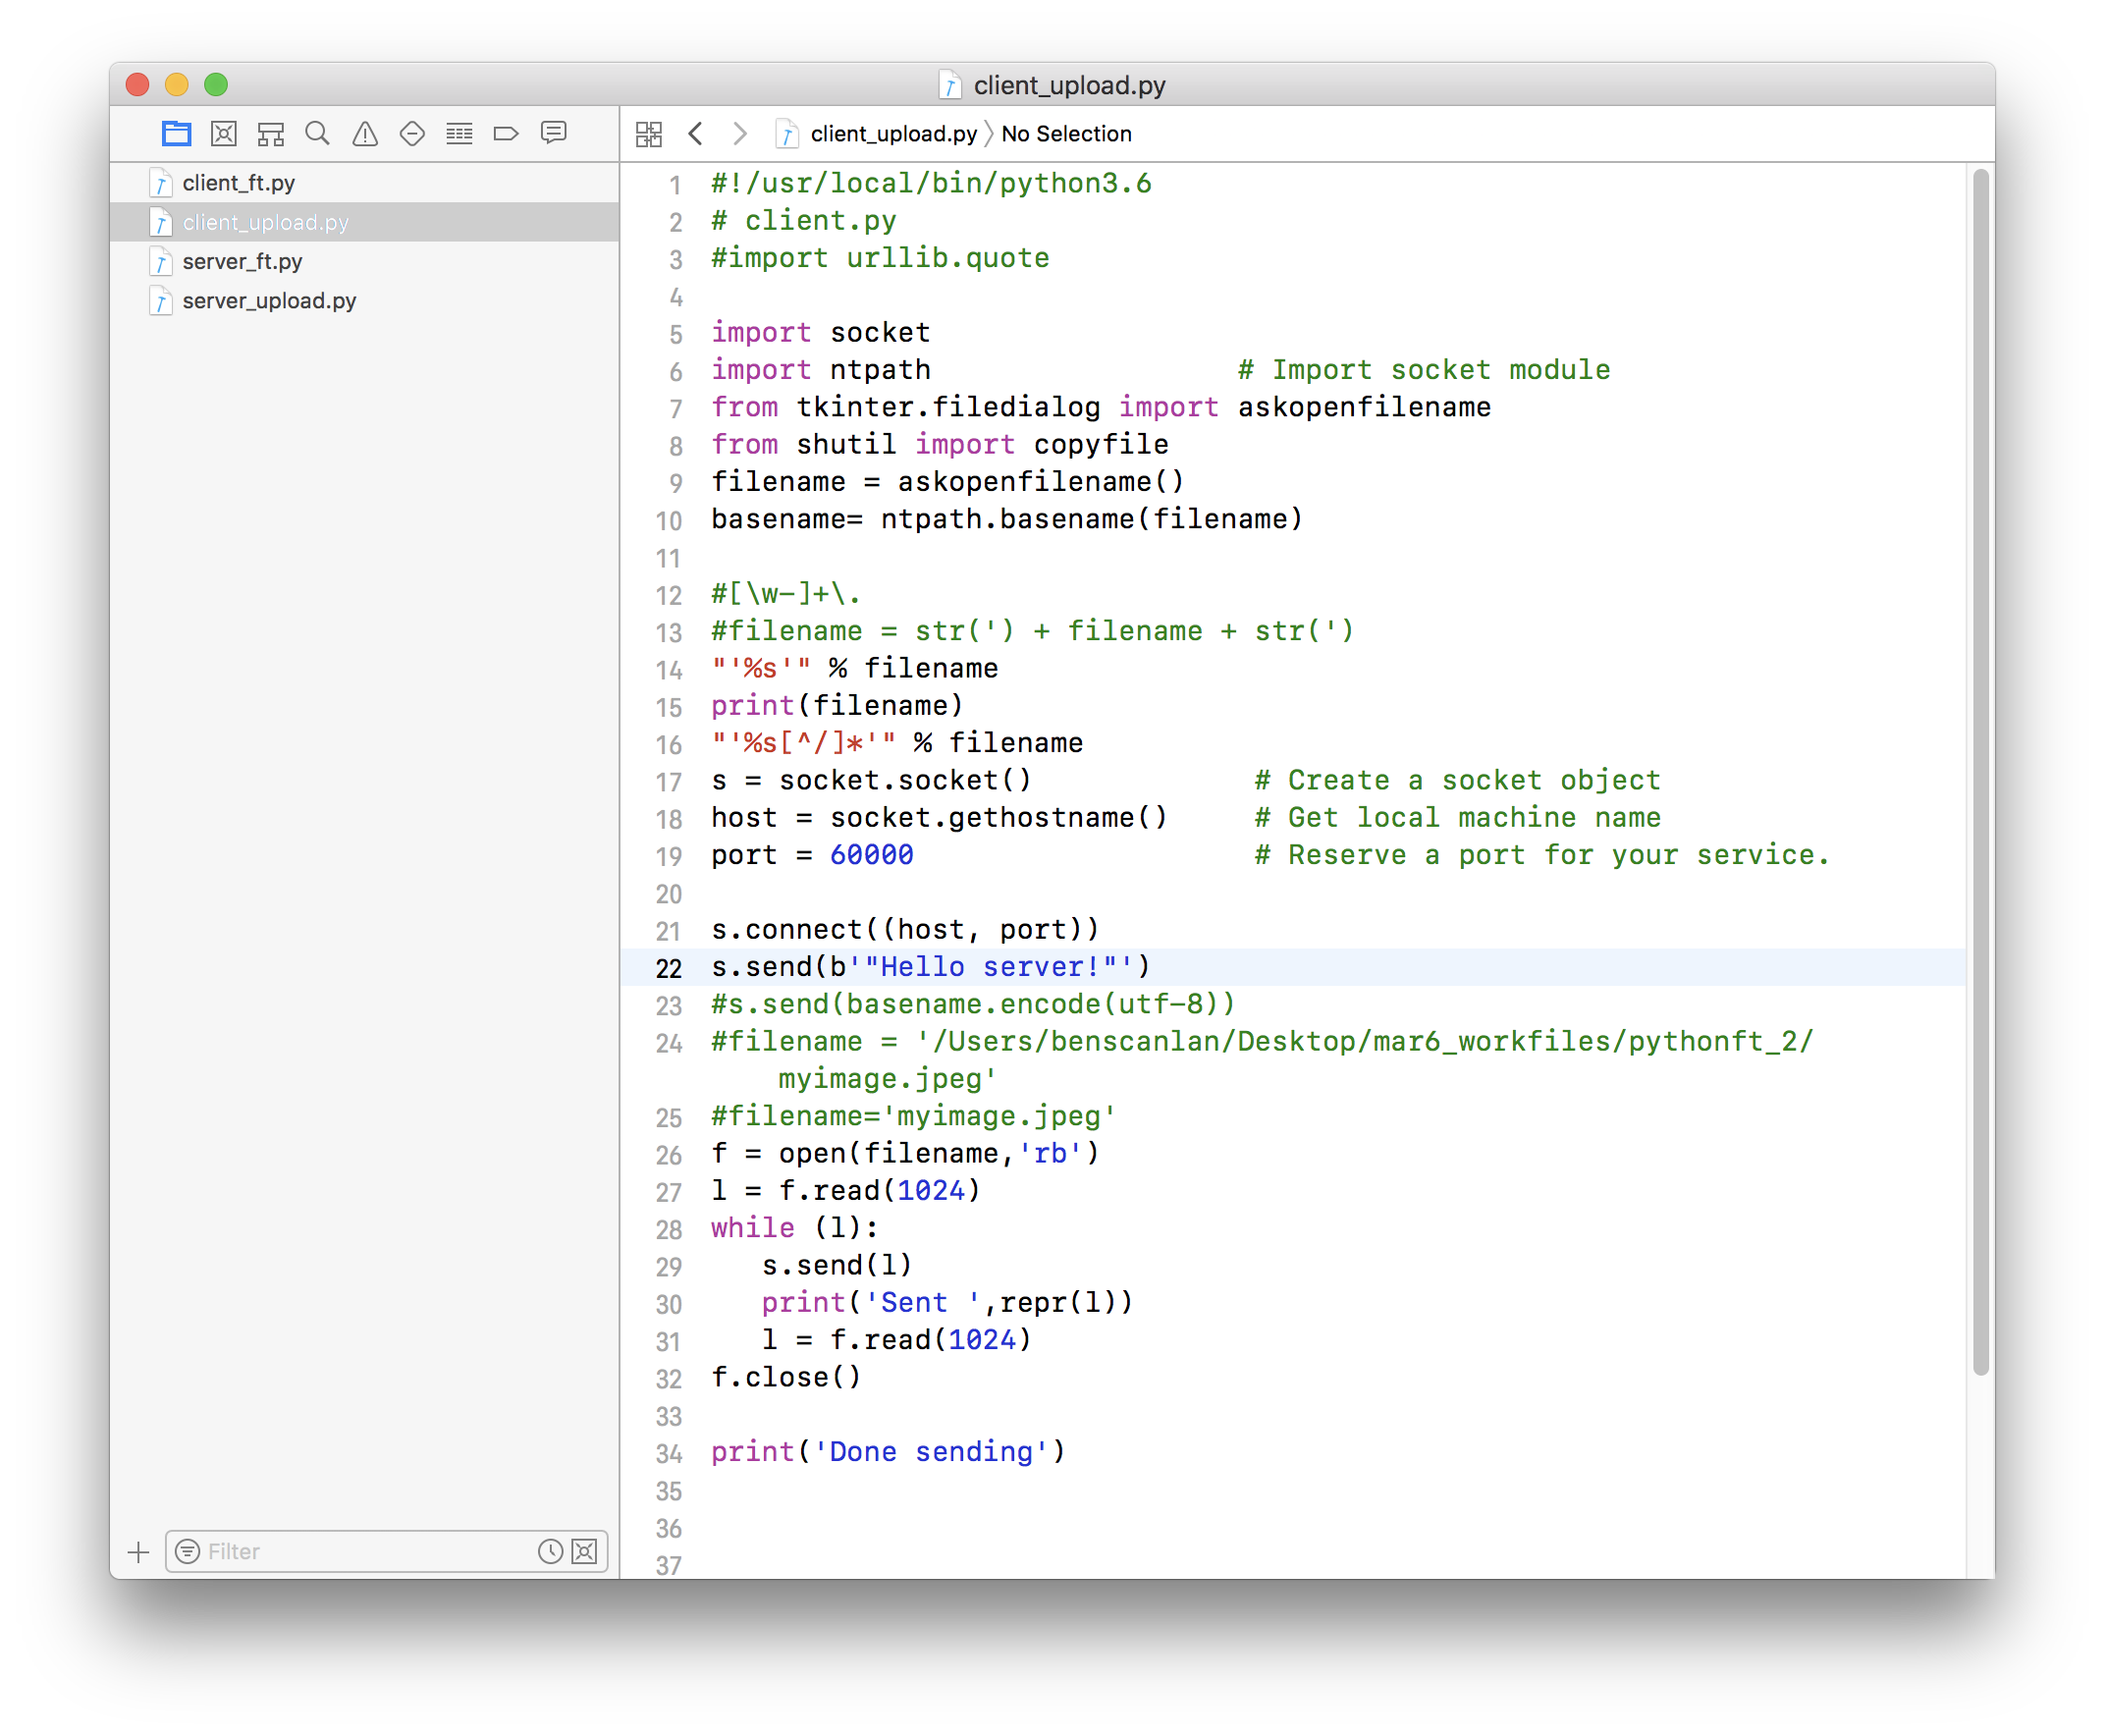 client_upload.py
client_upload.py No Selection
client_ft.py
client_upload.py
server_ft.py
server_upload.py
1 #!/usr/local/bin/python3.6
2 # client.py
3 #import urllib.quote
4
5 import socket
6 import ntpath # Import socket module
7 from tkinter.filedialog import askopenfilename
8 from shutil import copyfile
9 filename = askopenfilename()
10 basename= ntpath.basename(filename)
11
12 #[\w-]+\.
13 #filename = str(') + filename + str(')
14 "'%s'" % filename
15 print(filename)
16 "'%s[^/]*'" % filename
17 s = socket.socket() # Create a socket object
18 host = socket.gethostname() # Get local machine name
19 port = 60000 # Reserve a port for your service.
20
21 s.connect((host, port))
22 s.send(b'"Hello server!"')
23 #s.send(basename.encode(utf-8))
24 #filename = '/Users/benscanlan/Desktop/mar6_workfiles/pythonft_2/
myimage.jpeg'
25 #filename='myimage.jpeg'
26 f = open(filename,'rb')
27 l = f.read(1024)
28 while (l):
29 s.send(l)
30 print('Sent ',repr(l))
31 l = f.read(1024)
32 f.close()
33
34 print('Done sending')
35
36
37
Filter